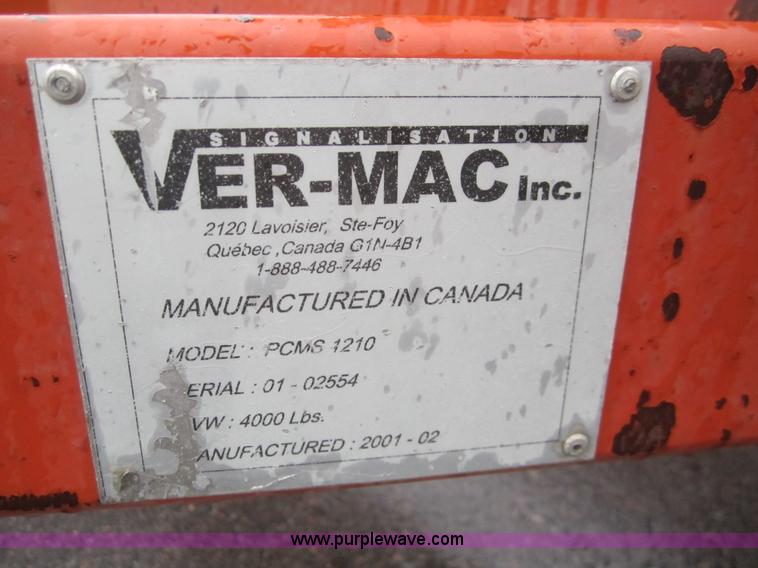 SIGNALISATION
VER-MAC Inc.
2120 Lavoisier, Ste-Foy
Québec ,Canada G1N-4B1
1-888-488-7446
MANUFACTURED IN CANADA
MODEL : PCMS 1210
ERIAL : 01 - 02554
VW : 4000 Lbs.
ANUFACTURED : 2001 - 02
www.purplewave.com